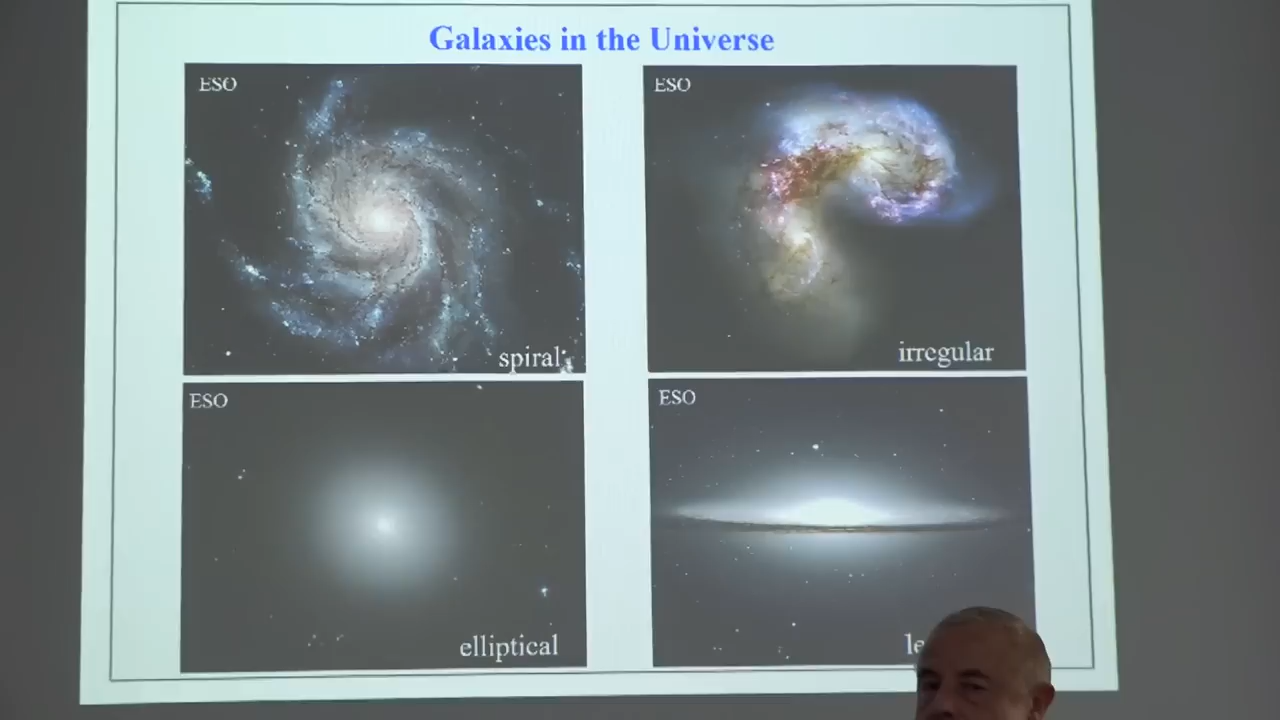 Galaxies in the Universe
ESO
spiral
ESO
irregular
ESO
elliptical
ESO